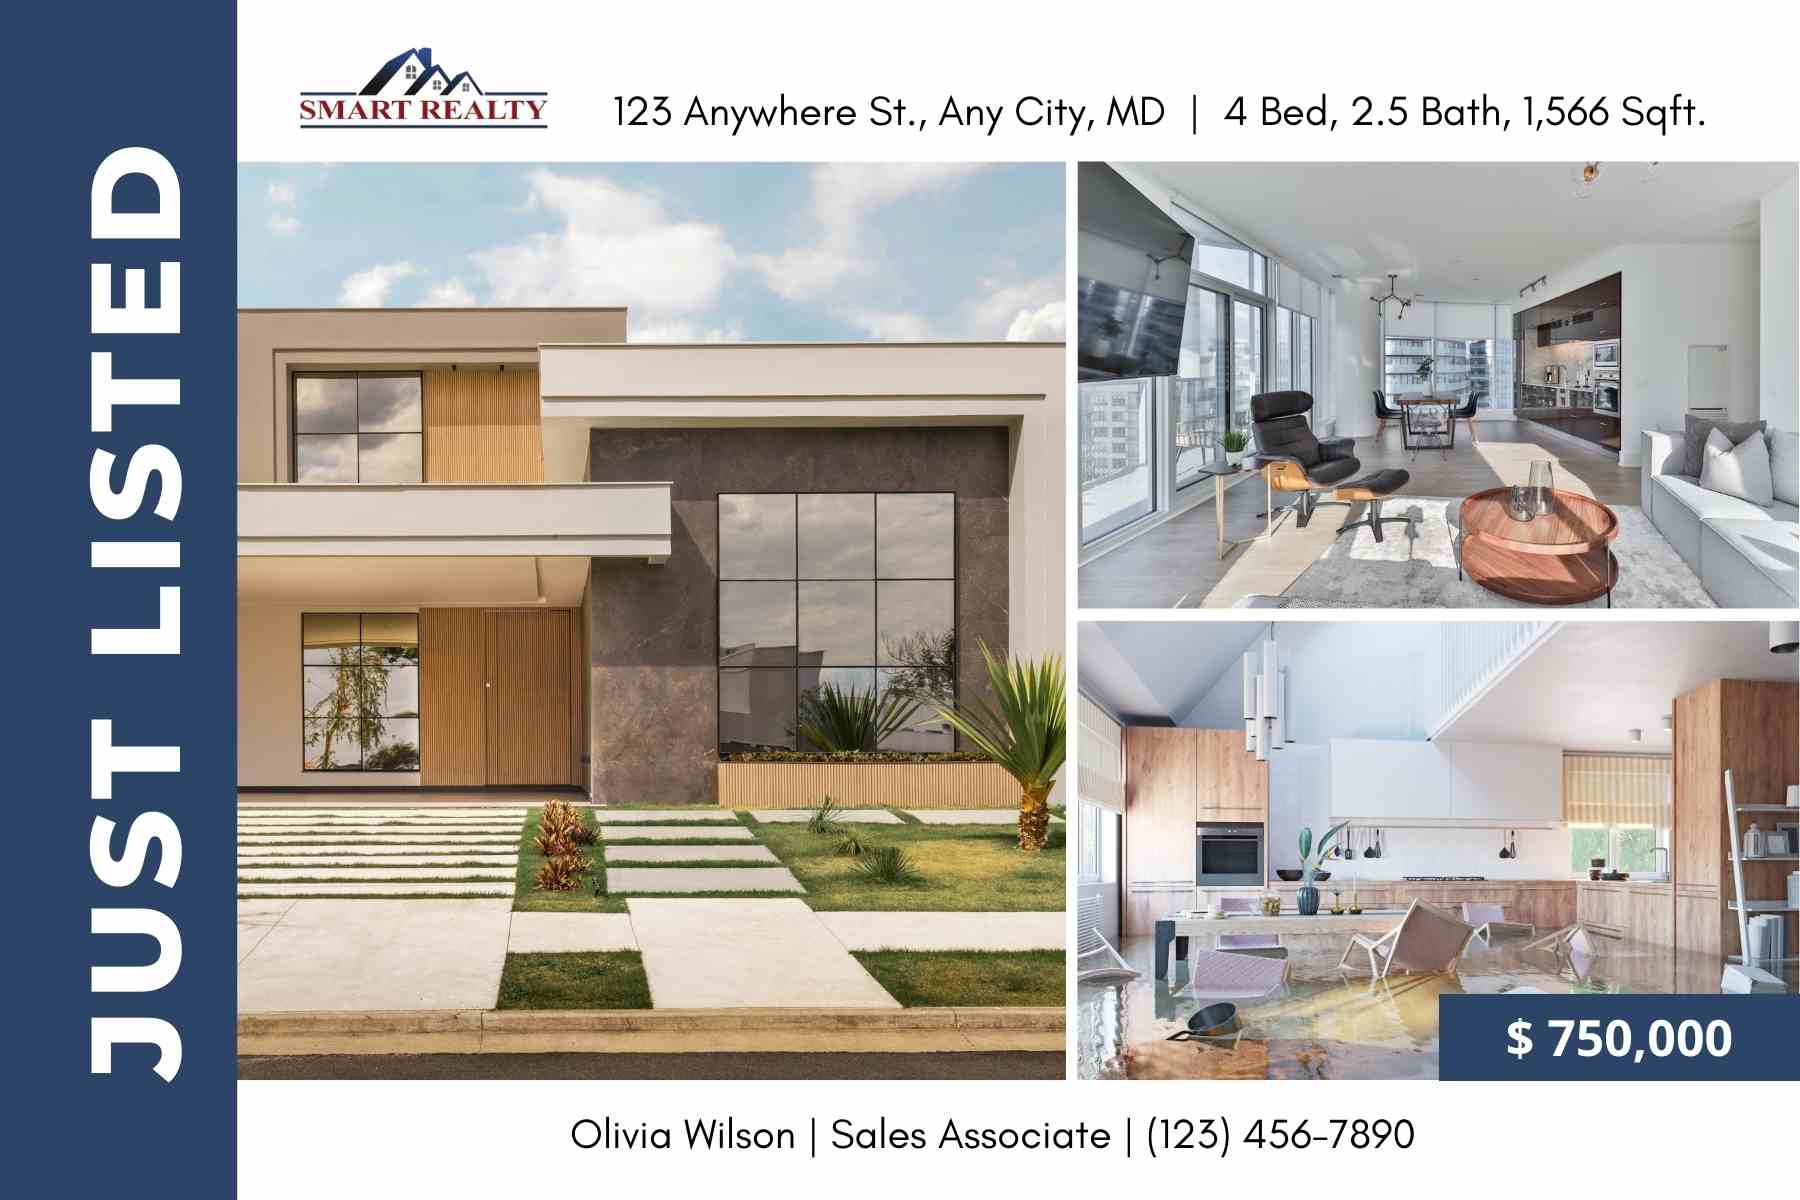 JUST LISTED
SMART REALTY
123 Anywhere St., Any City, MD | 4 Bed, 2.5 Bath, 1,566 Sqft.
$ 750,000
Olivia Wilson | Sales Associate | (123) 456-7890